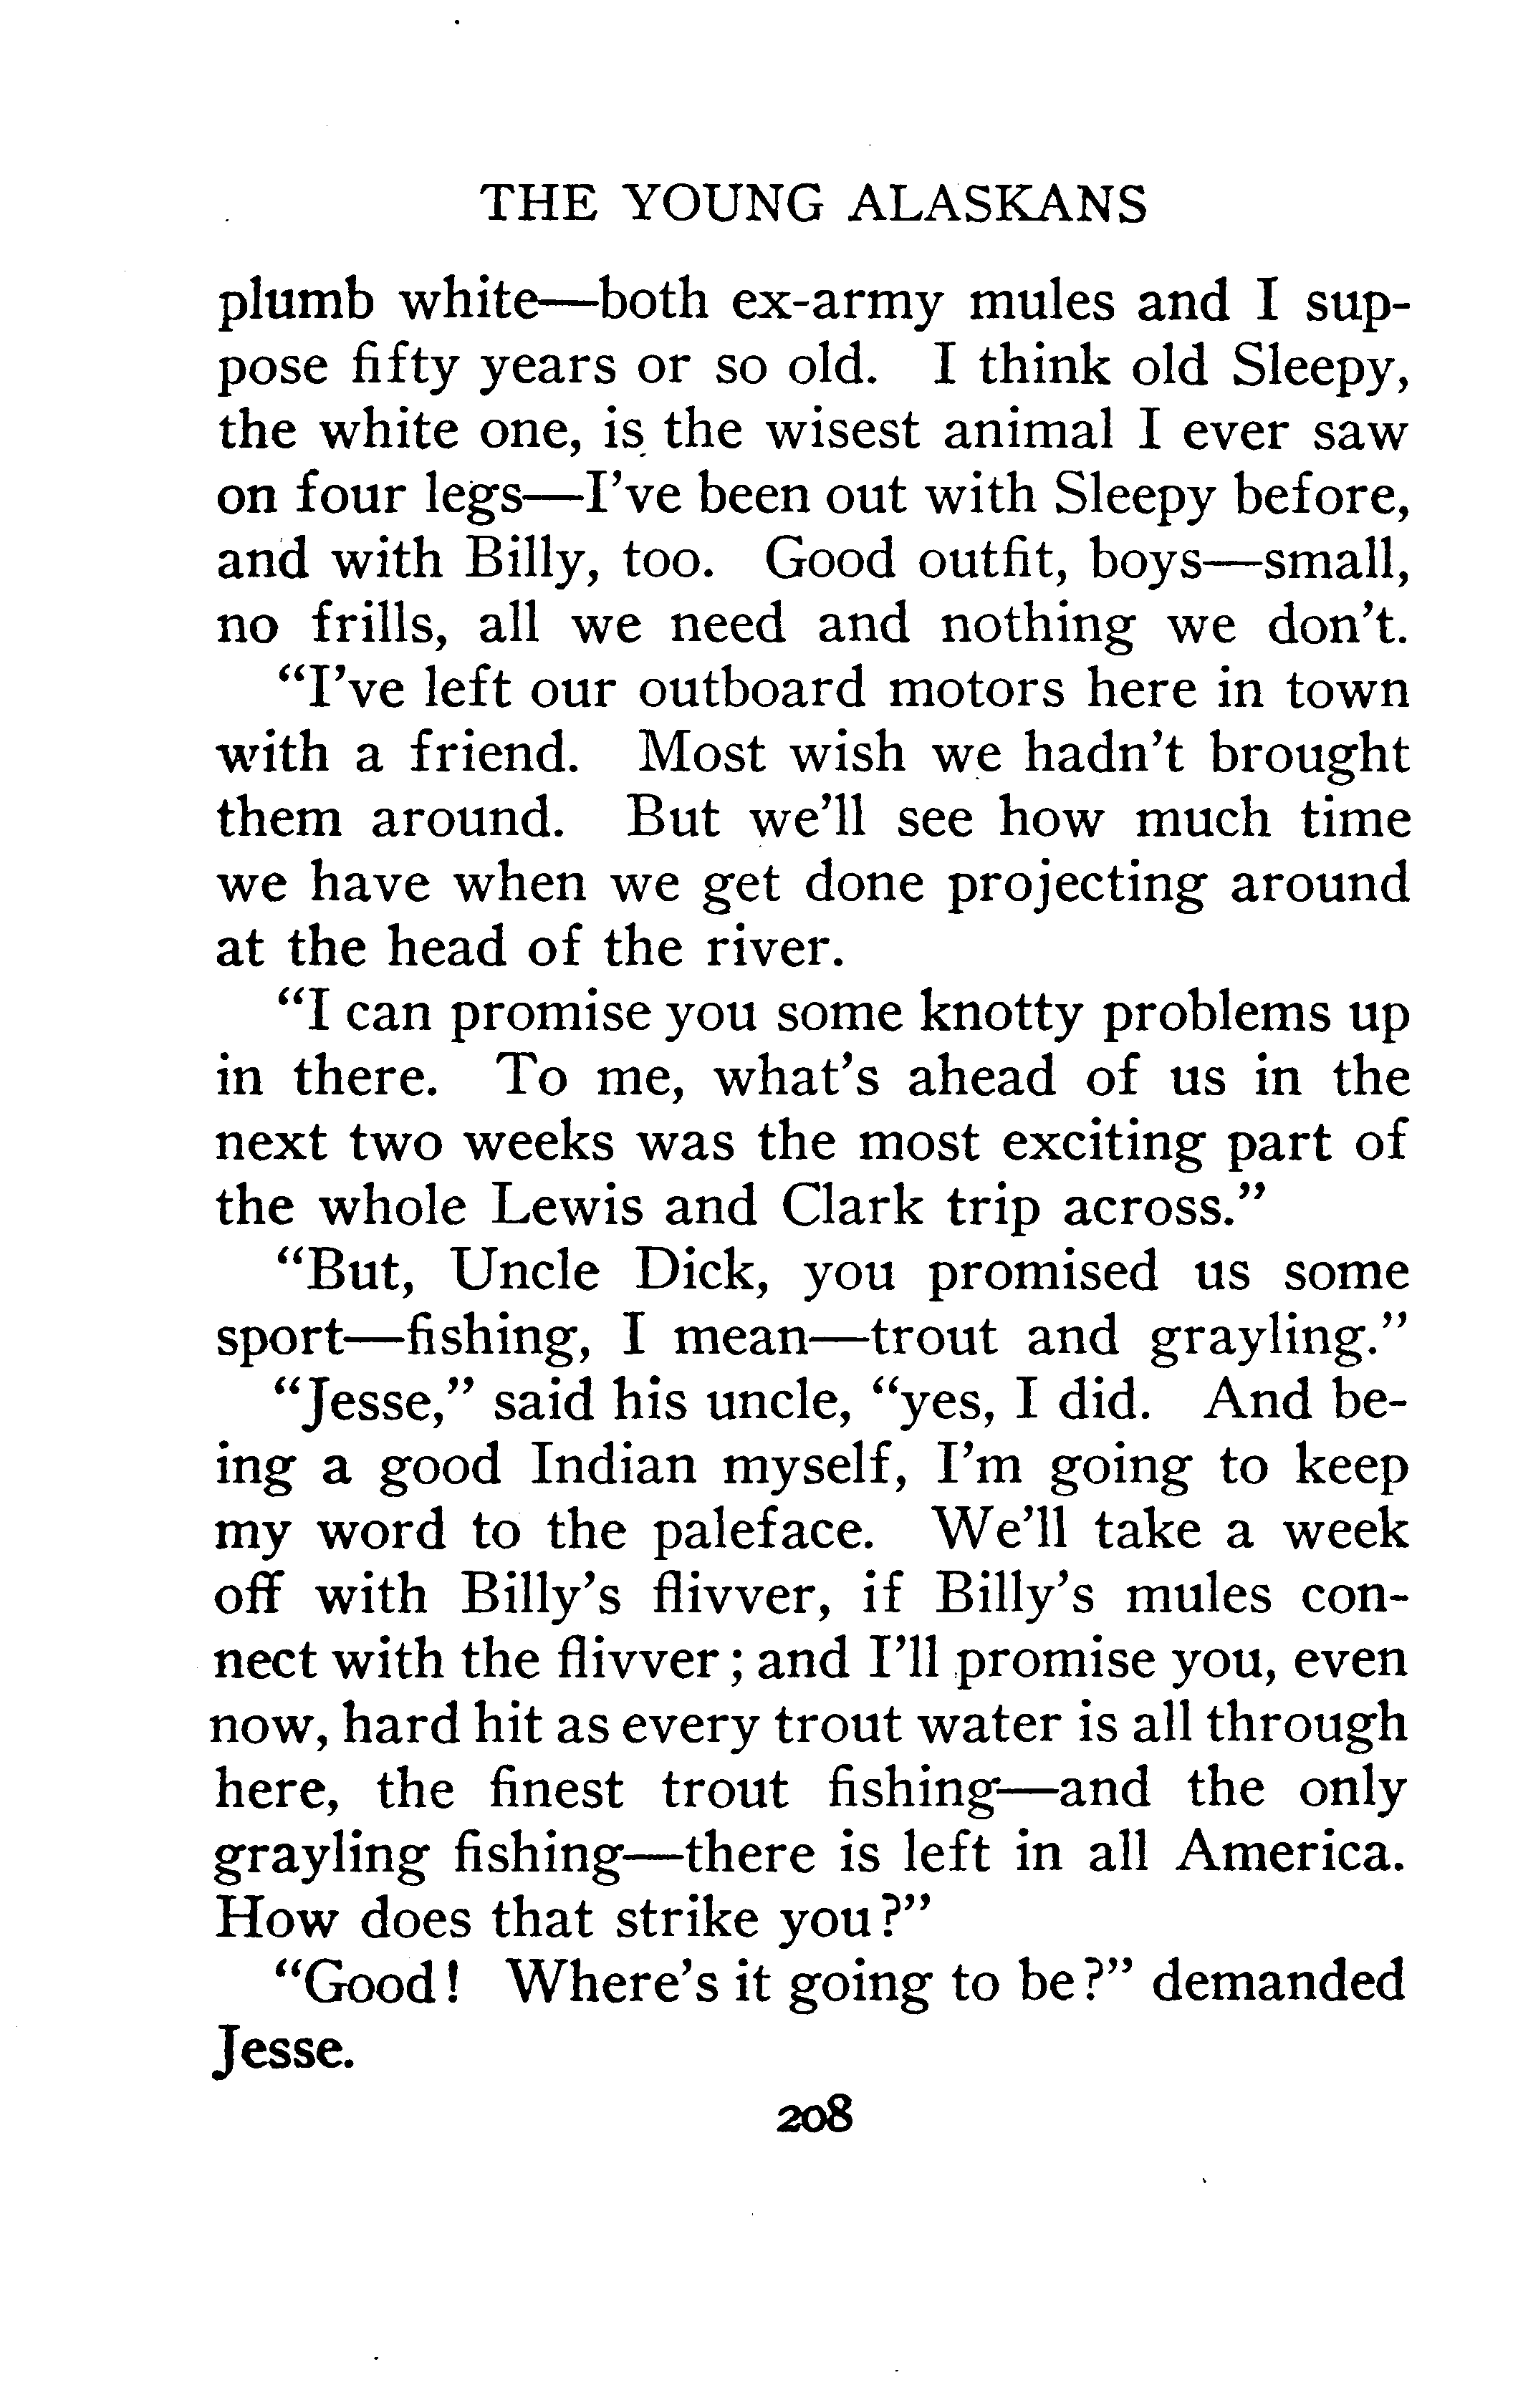 THE YOUNG ALASKANS
plumb white—both ex-army mules and I sup-
pose fifty years or so old. I think old Sleepy,
the white one, is the wisest animal I ever saw
on four legs—I've been out with Sleepy before,
and with Billy, too. Good outfit, boys—small,
no frills, all we need and nothing we don't.
“I've left our outboard motors here in town
with a friend. Most wish we hadn't brought
them around. But we'll see how much time
we have when we get done projecting around
at the head of the river.
“I can promise you some knotty problems up
in there. To me, what's ahead of us in the
next two weeks was the most exciting part of
the whole Lewis and Clark trip across.”
“But, Uncle Dick, you promised us some
sport—fishing, I mean—trout and grayling.”
“Jesse,” said his uncle, “yes, I did. And be-
ing a good Indian myself, I'm going to keep
my word to the paleface. We'll take a week
off with Billy's flivver, if Billy's mules con-
nect with the flivver; and I'll promise you, even
now, hard hit as every trout water is all through
here, the finest trout fishing—and the only
grayling fishing—there is left in all America.
How does that strike you?”
“Good! Where's it going to be?” demanded
Jesse.
208